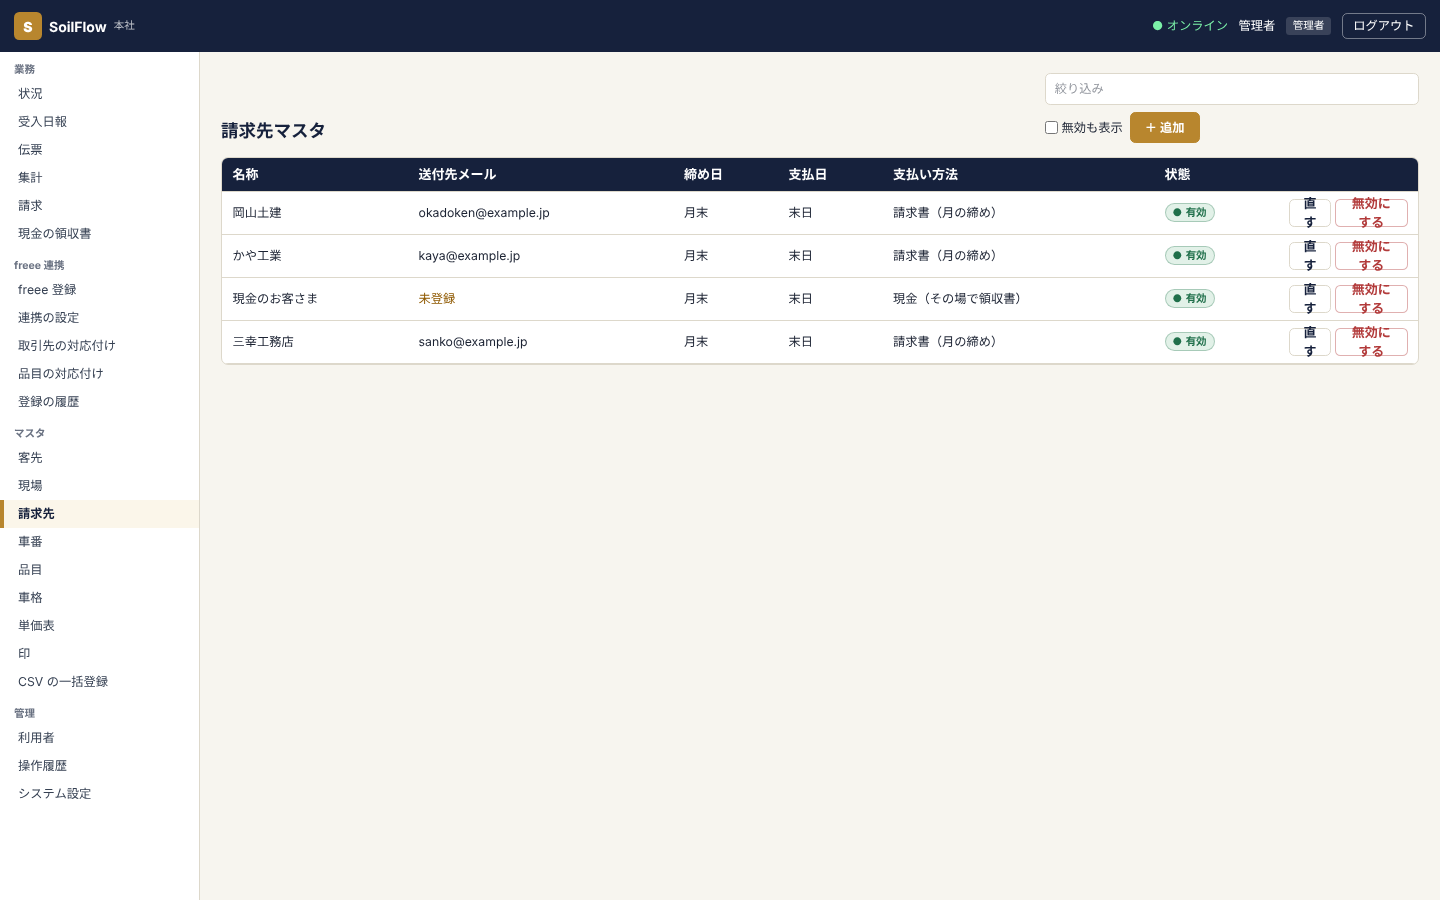 S SoilFlow 本社
オンライン 管理者 管理者 ログアウト
業務
状況
受入日報
伝票
集計
請求
現金の領収書
freee 連携
freee 登録
連携の設定
取引先の対応付け
品目の対応付け
登録の履歴
マスタ
客先
現場
請求先
車番
品目
車格
単価表
印
CSV の一括登録
管理
利用者
操作履歴
システム設定
絞り込み
請求先マスタ
無効も表示 ＋ 追加
名称 送付先メール 締め日 支払日 支払い方法 状態
岡山土建 okadoken@example.jp 月末 末日 請求書（月の締め） 有効 直す 無効にする
かや工業 kaya@example.jp 月末 末日 請求書（月の締め） 有効 直す 無効にする
現金のお客さま 未登録 月末 末日 現金（その場で領収書） 有効 直す 無効にする
三幸工務店 sanko@example.jp 月末 末日 請求書（月の締め） 有効 直す 無効にする